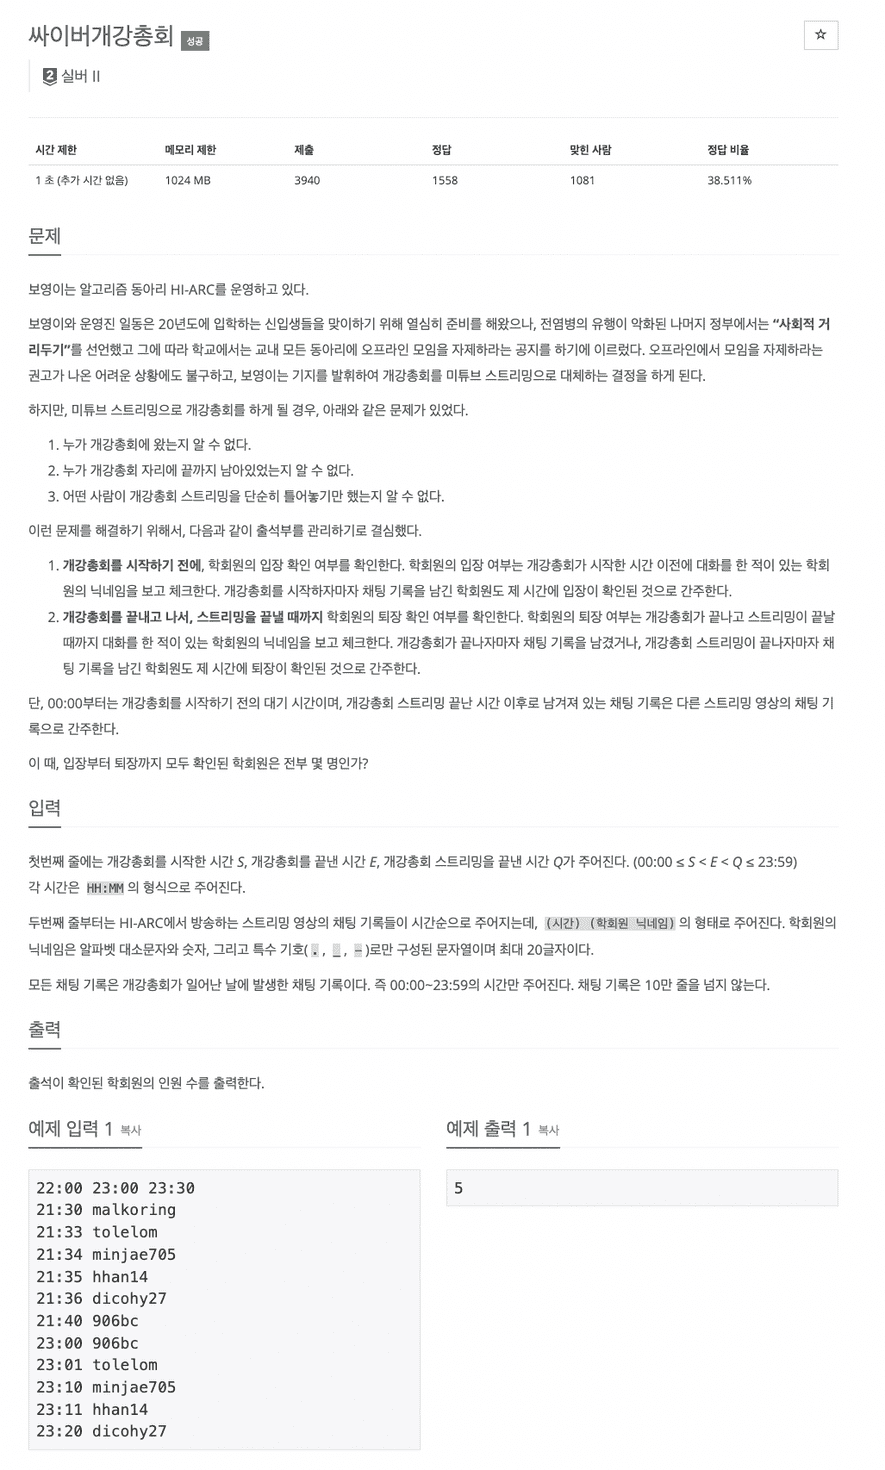 싸이버개강총회 성공
☆
2 실버 II
시간 제한 메모리 제한 제출 정답 맞힌 사람 정답 비율
1 초 (추가 시간 없음) 1024 MB 3940 1558 1081 38.511%
문제
보영이는 알고리즘 동아리 HI-ARC를 운영하고 있다.
보영이와 운영진 일동은 20년도에 입학하는 신입생들을 맞이하기 위해 열심히 준비를 해왔으나, 전염병의 유행이 악화된 나머지 정부에서는 “사회적 거
리두기”를 선언했고 그에 따라 학교에서는 교내 모든 동아리에 오프라인 모임을 자제하라는 공지를 하기에 이르렀다. 오프라인에서 모임을 자제하라는
권고가 나온 어려운 상황에도 불구하고, 보영이는 기지를 발휘하여 개강총회를 미튜브 스트리밍으로 대체하는 결정을 하게 된다.
하지만, 미튜브 스트리밍으로 개강총회를 하게 될 경우, 아래와 같은 문제가 있었다.
1. 누가 개강총회에 왔는지 알 수 없다.
2. 누가 개강총회 자리에 끝까지 남아있었는지 알 수 없다.
3. 어떤 사람이 개강총회 스트리밍을 단순히 틀어놓기만 했는지 알 수 없다.
이런 문제를 해결하기 위해서, 다음과 같이 출석부를 관리하기로 결심했다.
1. 개강총회를 시작하기 전에, 학회원의 입장 확인 여부를 확인한다. 학회원의 입장 여부는 개강총회가 시작한 시간 이전에 대화를 한 적이 있는 학회
원의 닉네임을 보고 체크한다. 개강총회를 시작하자마자 채팅 기록을 남긴 학회원도 제 시간에 입장이 확인된 것으로 간주한다.
2. 개강총회를 끝내고 나서, 스트리밍을 끝낼 때까지 학회원의 퇴장 확인 여부를 확인한다. 학회원의 퇴장 여부는 개강총회가 끝나고 스트리밍이 끝날
때까지 대화를 한 적이 있는 학회원의 닉네임을 보고 체크한다. 개강총회가 끝나자마자 채팅 기록을 남겼거나, 개강총회 스트리밍이 끝나자마자 채
팅 기록을 남긴 학회원도 제 시간에 퇴장이 확인된 것으로 간주한다.
단, 00:00부터는 개강총회를 시작하기 전의 대기 시간이며, 개강총회 스트리밍 끝난 시간 이후로 남겨져 있는 채팅 기록은 다른 스트리밍 영상의 채팅 기
록으로 간주한다.
이 때, 입장부터 퇴장까지 모두 확인된 학회원은 전부 몇 명인가?
입력
첫번째 줄에는 개강총회를 시작한 시간 S, 개강총회를 끝낸 시간 E, 개강총회 스트리밍을 끝낸 시간 Q가 주어진다. (00:00 ≤ S < E < Q ≤ 23:59)
각 시간은 HH:MM 의 형식으로 주어진다.
두번째 줄부터는 HI-ARC에서 방송하는 스트리밍 영상의 채팅 기록들이 시간순으로 주어지는데, (시간) (학회원 닉네임) 의 형태로 주어진다. 학회원의
닉네임은 알파벳 대소문자와 숫자, 그리고 특수 기호( . , _ , - )로만 구성된 문자열이며 최대 20글자이다.
모든 채팅 기록은 개강총회가 일어난 날에 발생한 채팅 기록이다. 즉 00:00~23:59의 시간만 주어진다. 채팅 기록은 10만 줄을 넘지 않는다.
출력
출석이 확인된 학회원의 인원 수를 출력한다.
예제 입력 1 복사
22:00 23:00 23:30
21:30 malkoring
21:33 tolelom
21:34 minjae705
21:35 hhan14
21:36 dicohy27
21:40 906bc
23:00 906bc
23:01 tolelom
23:10 minjae705
23:11 hhan14
23:20 dicohy27
예제 출력 1 복사
5